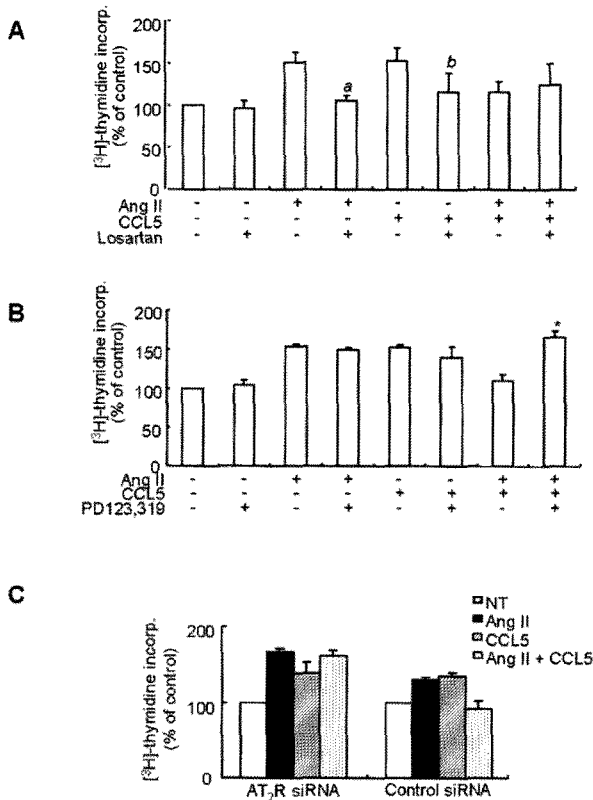 A
[³H]-thymidine incorp.
(% of control)
200
150
100
50
0
a
b
Ang II - - + + - - + +
CCL5 - - - - + + + +
Losartan - + - + - + - +
B
[³H]-thymidine incorp.
(% of control)
200
150
100
50
0
*
Ang II - - + + - - + +
CCL5 - - - - + + + +
PD123,319 - + - + - + - +
C
[³H]-thymidine incorp.
(% of control)
200
100
0
NT
Ang II
CCL5
Ang II + CCL5
AT₂R siRNA
Control siRNA